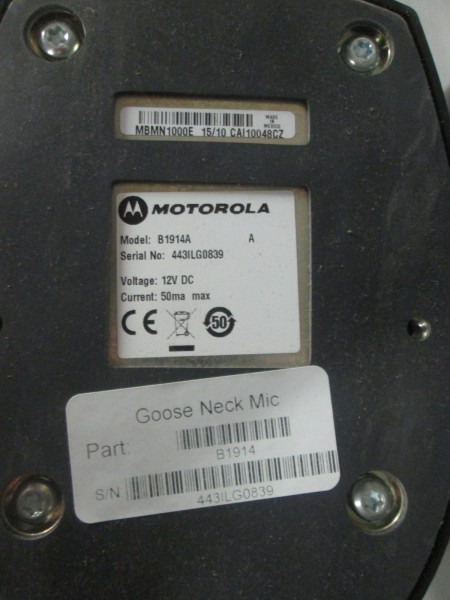 MADE
IN
MEXICO
MBMN1000E 15/10 CAI10048CZ
MOTOROLA
Model: B1914A A
Serial No: 443ILG0839
Voltage: 12V DC
Current: 50ma max
CE 50
Goose Neck Mic
Part:
B1914
S/N
443ILG0839